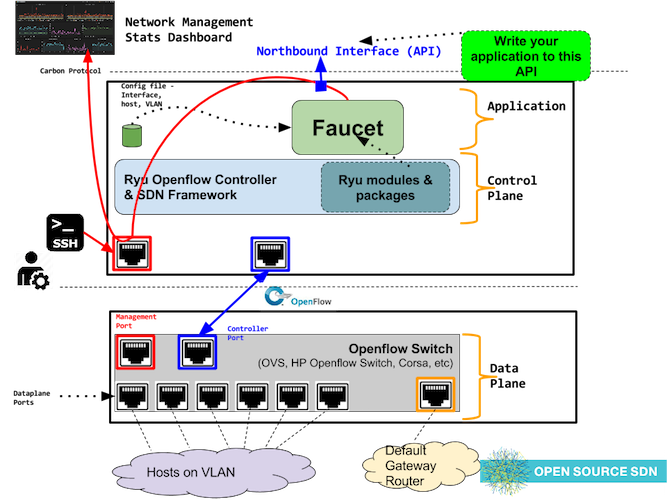 Network Management
Stats Dashboard
Northbound Interface (API)
Write your
application to this
API
Carbon Protocol
Config file -
Interface,
host, VLAN
Faucet
Application
Ryu Openflow Controller
& SDN Framework
Ryu modules &
packages
Control
Plane
>_
SSH
OpenFlow
Management
Port
Controller
Port
Openflow Switch
(OVS, HP Openflow Switch, Corsa, etc)
Data
Plane
Dataplane
Ports
Hosts on VLAN
Default
Gateway
Router
OPEN SOURCE SDN